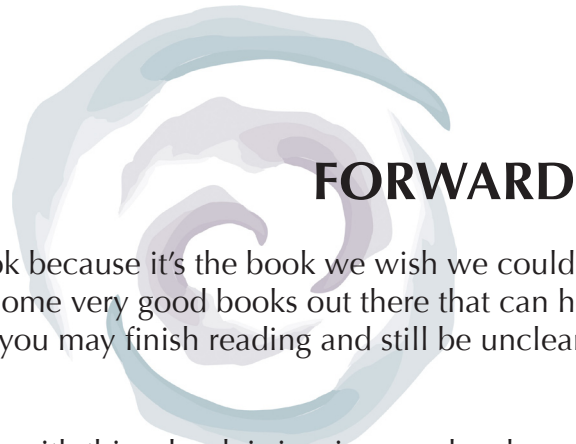 FORWARD
ok because it’s the book we wish we could
ome very good books out there that can h
you may finish reading and still be unclear